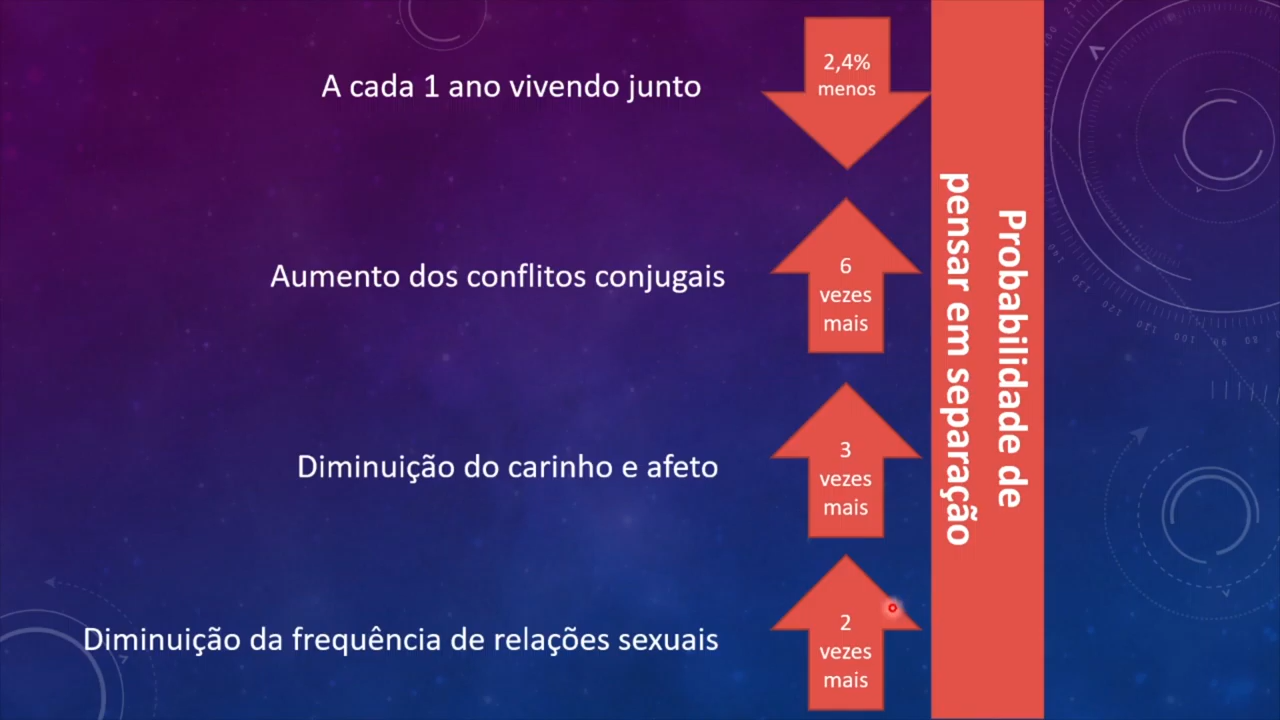 A cada 1 ano vivendo junto
2,4%
menos
Aumento dos conflitos conjugais
6
vezes
mais
Diminuição do carinho e afeto
3
vezes
mais
Diminuição da frequência de relações sexuais
2
vezes
mais
Probabilidade de
pensar em separação